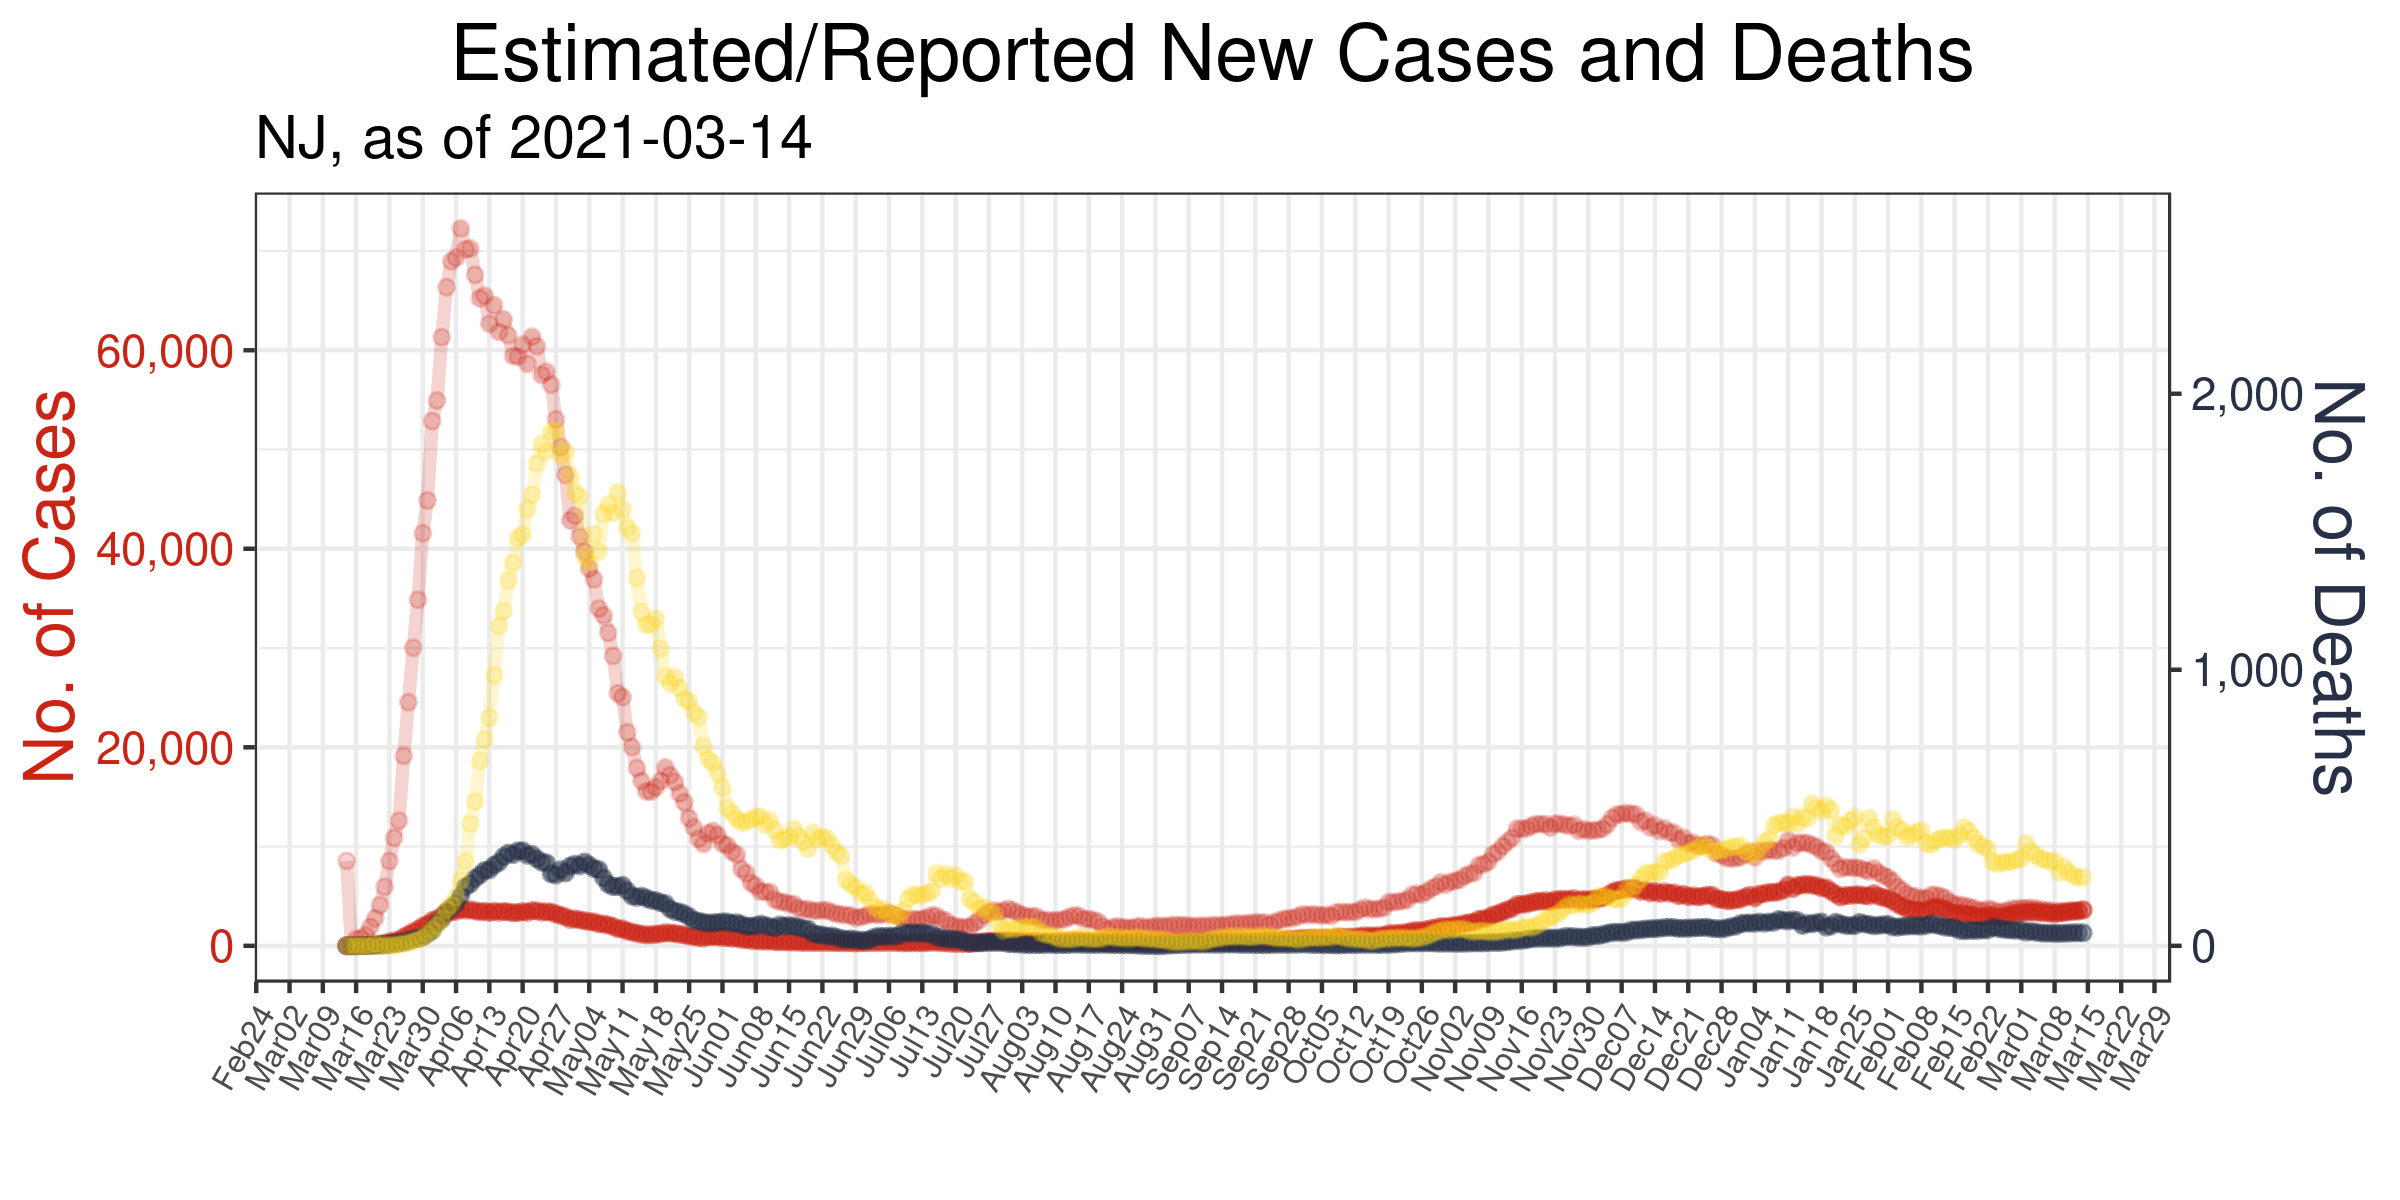 Estimated/Reported New Cases and Deaths
NJ, as of 2021-03-14
No. of Cases
60,000
40,000
20,000
0
2,000
1,000
0
No. of Deaths
Feb24
Mar02
Mar09
Mar16
Mar23
Mar30
Apr06
Apr13
Apr20
Apr27
May04
May11
May18
May25
Jun01
Jun08
Jun15
Jun22
Jun29
Jul06
Jul13
Jul20
Jul27
Aug03
Aug10
Aug17
Aug24
Aug31
Sep07
Sep14
Sep21
Sep28
Oct05
Oct12
Oct19
Oct26
Nov02
Nov09
Nov16
Nov23
Nov30
Dec07
Dec14
Dec21
Dec28
Jan04
Jan11
Jan18
Jan25
Feb01
Feb08
Feb15
Feb22
Mar01
Mar08
Mar15
Mar22
Mar29